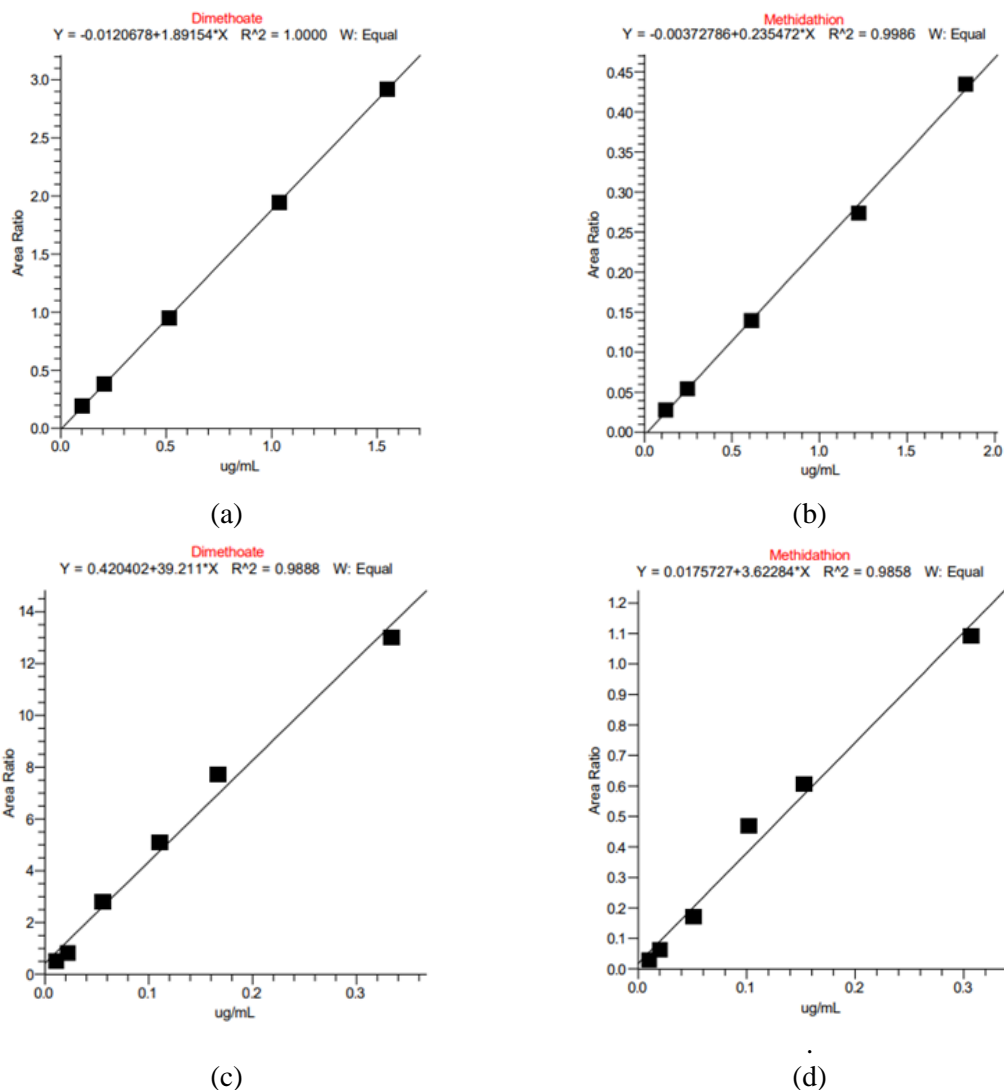 Dimethoate
Y = -0.0120678+1.89154*X R^2 = 1.0000 W: Equal
3.0
2.5
2.0
1.5
1.0
0.5
0.0
Area Ratio
0.0 0.5 1.0 1.5
ug/mL
(a)
Methidathion
Y = -0.00372786+0.235472*X R^2 = 0.9986 W: Equal
0.45
0.40
0.35
0.30
0.25
0.20
0.15
0.10
0.05
0.00
Area Ratio
0.0 0.5 1.0 1.5 2.0
ug/mL
(b)
Dimethoate
Y = 0.420402+39.211*X R^2 = 0.9888 W: Equal
14
12
10
8
6
4
2
0
Area Ratio
0.0 0.1 0.2 0.3
ug/mL
(c)
Methidathion
Y = 0.0175727+3.62284*X R^2 = 0.9858 W: Equal
1.2
1.1
1.0
0.9
0.8
0.7
0.6
0.5
0.4
0.3
0.2
0.1
0.0
Area Ratio
0.0 0.1 0.2 0.3
ug/mL
.
(d)